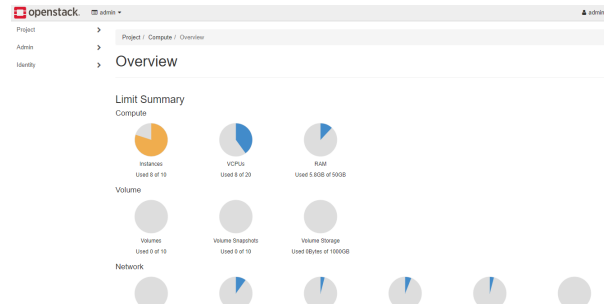 openstack. admin
admin
Project
Admin
Identity
Project / Compute / Overview
Overview
Limit Summary
Compute
Instances
Used 8 of 10
VCPUs
Used 8 of 20
RAM
Used 5.8GB of 50GB
Volume
Volumes
Used 0 of 10
Volume Snapshots
Used 0 of 10
Volume Storage
Used 0Bytes of 1000GB
Network